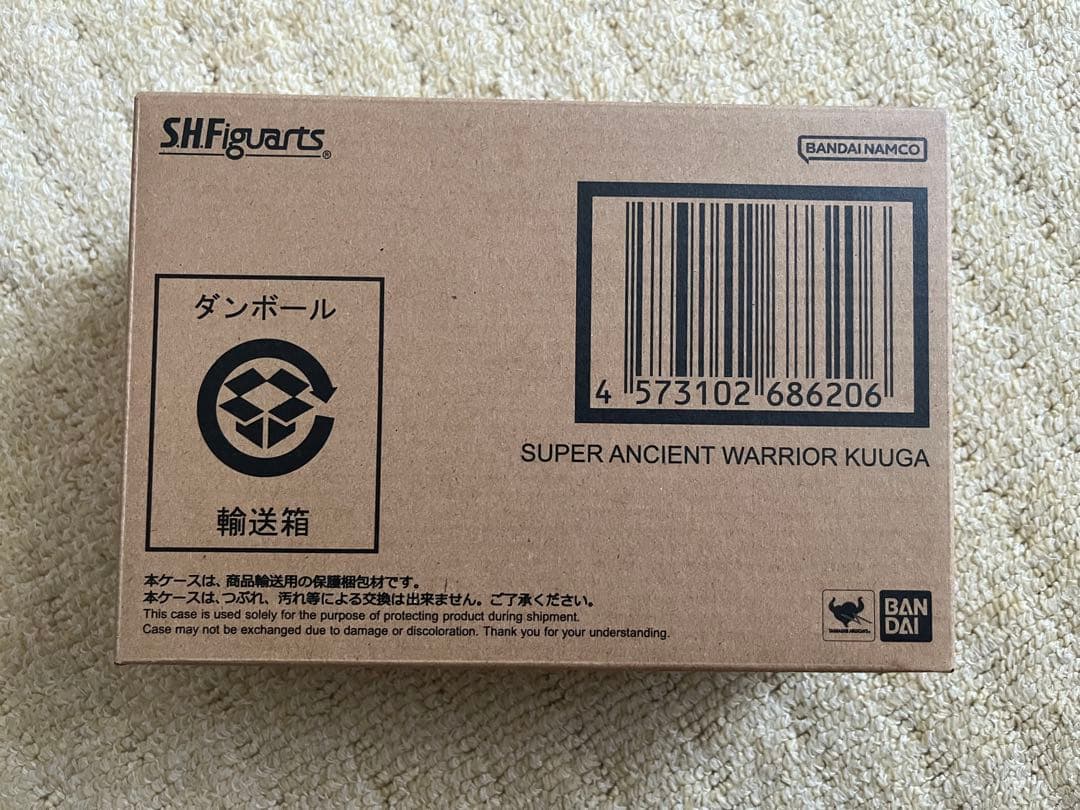 S.H.Figuarts®
BANDAI NAMCO
ダンボール
輸送箱
4 573102 686206
SUPER ANCIENT WARRIOR KUUGA
本ケースは、商品輸送用の保護梱包材です。
本ケースは、つぶれ、汚れ等による交換は出来ません。ご了承ください。
This case is used solely for the purpose of protecting product during shipment.
Case may not be exchanged due to damage or discoloration. Thank you for your understanding.
BAN
DAI